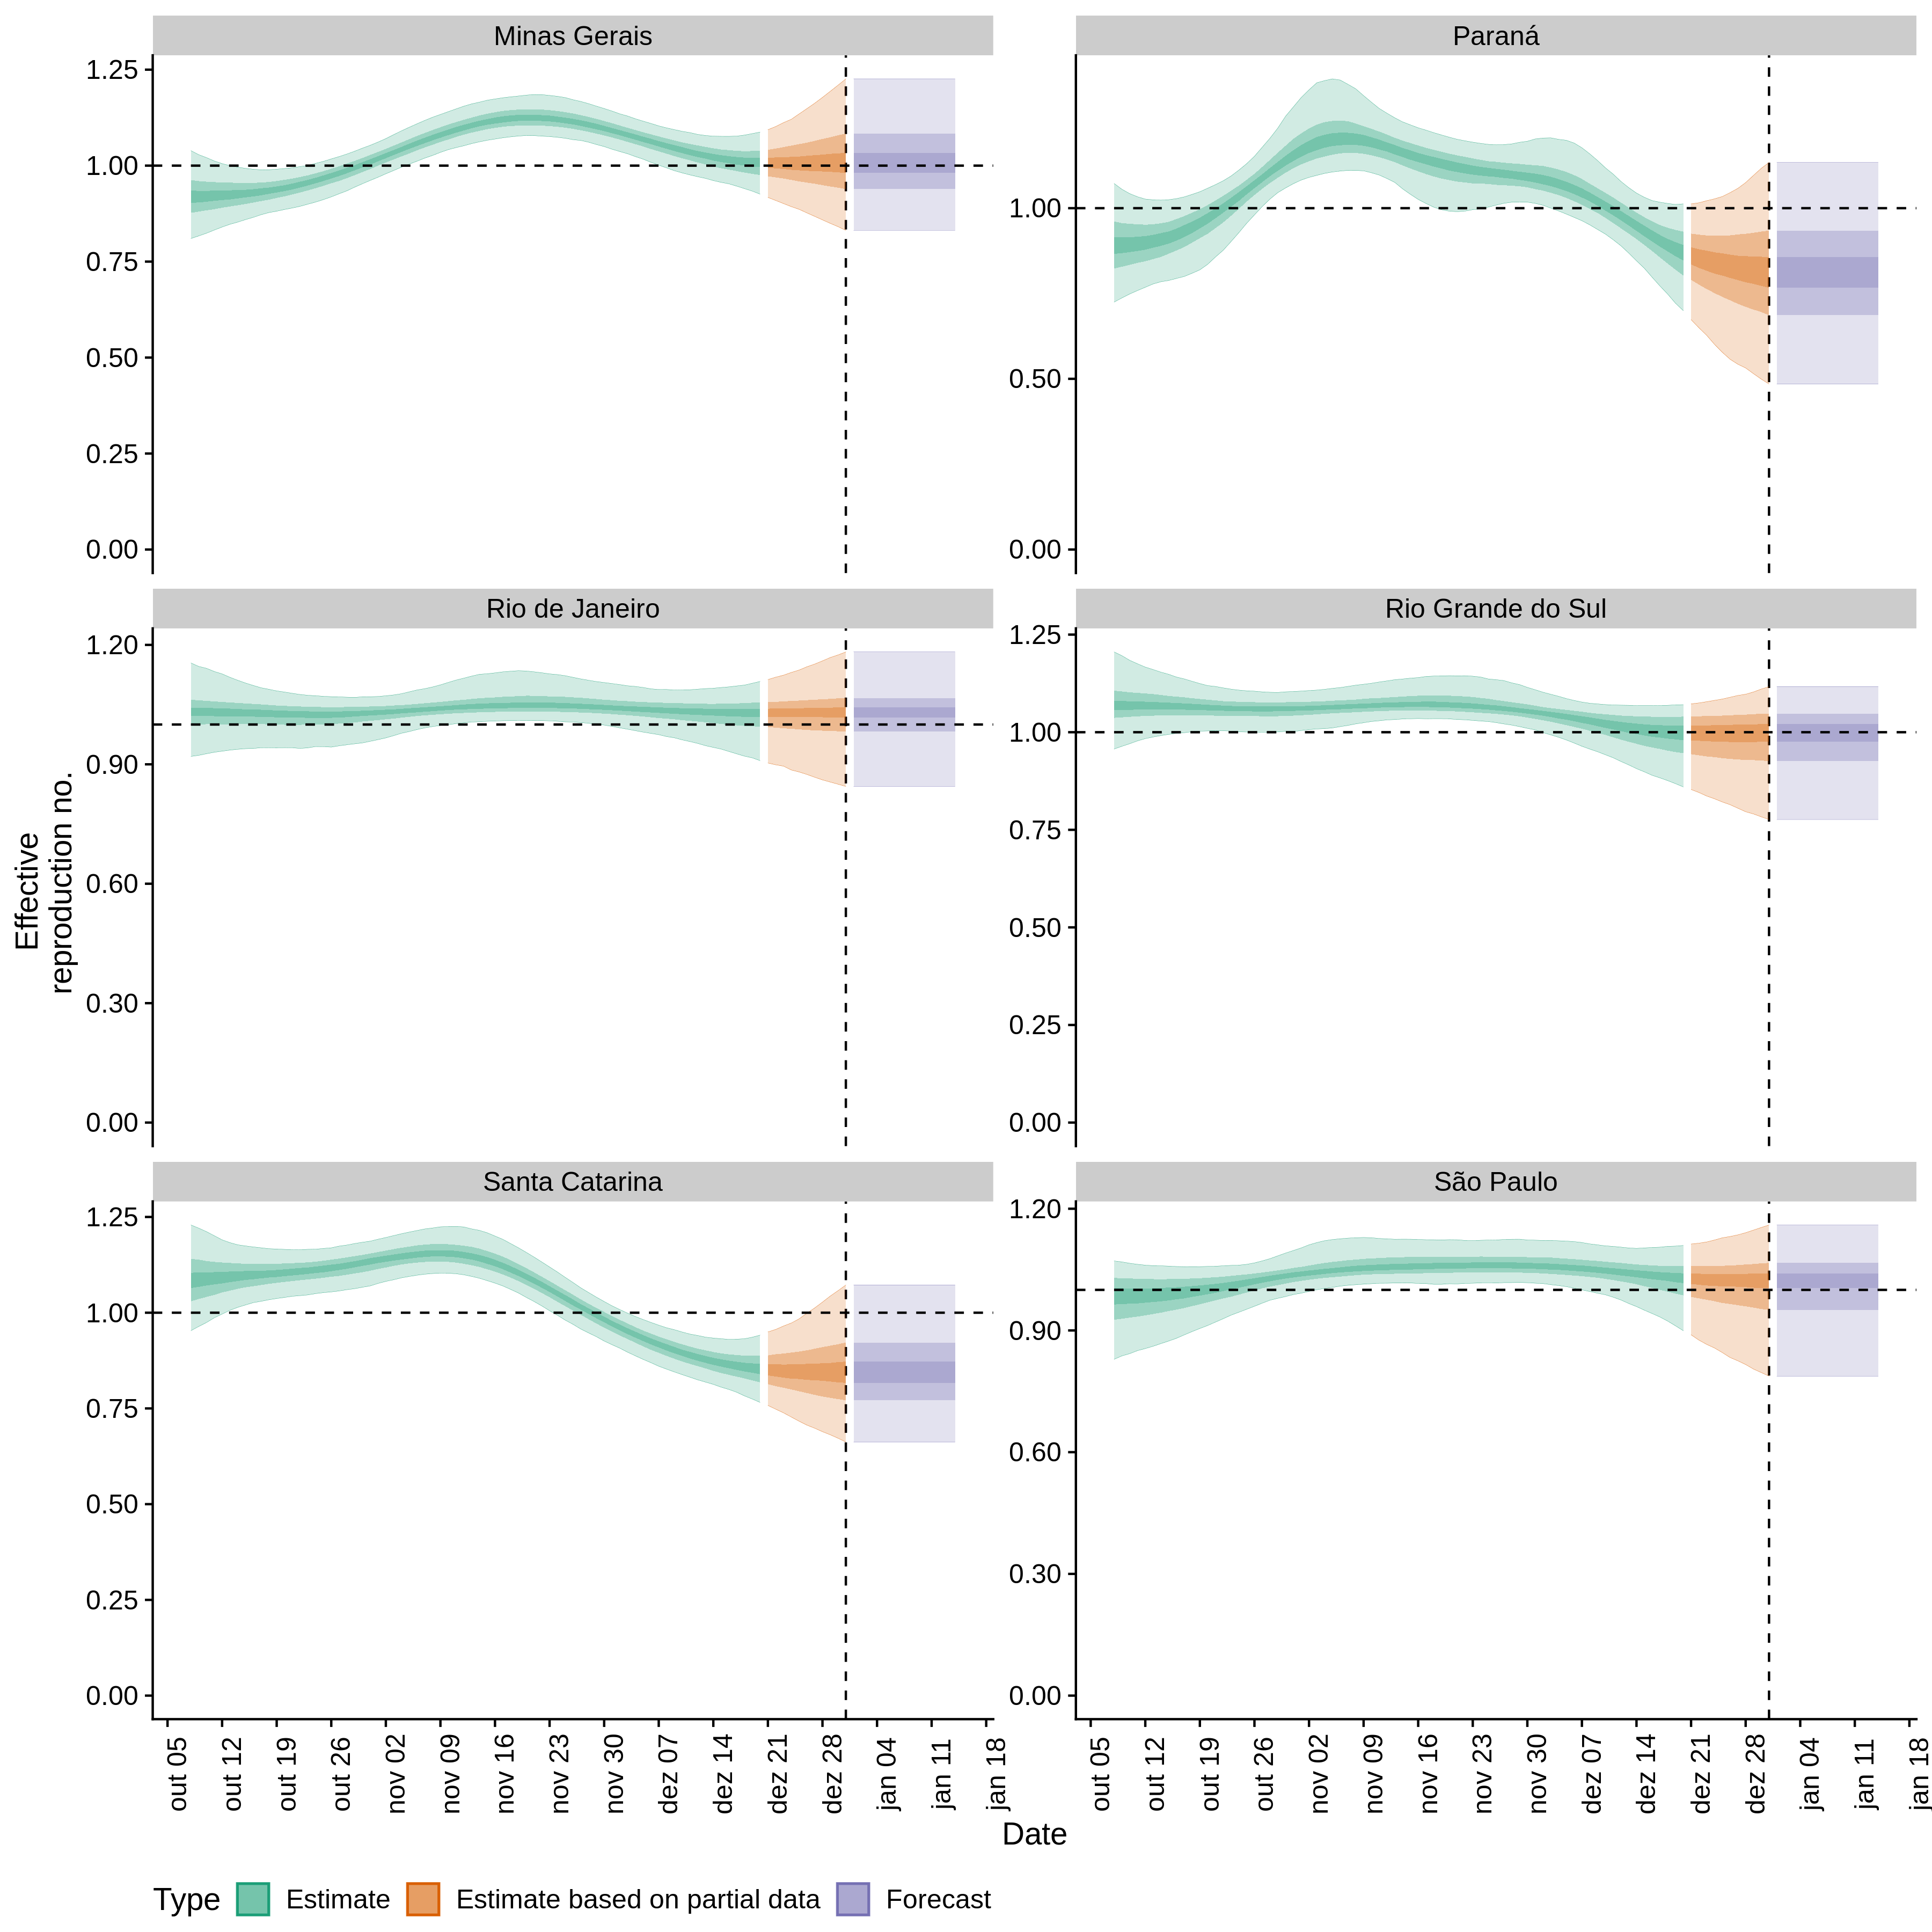 Minas Gerais
Paraná
1.25
1.00
0.75
0.50
0.25
0.00
1.00
0.50
0.00
Rio de Janeiro
Rio Grande do Sul
1.20
0.90
0.60
0.30
0.00
1.25
1.00
0.75
0.50
0.25
0.00
Effective
reproduction no.
Santa Catarina
São Paulo
1.25
1.00
0.75
0.50
0.25
0.00
1.20
0.90
0.60
0.30
0.00
out 05
out 12
out 19
out 26
nov 02
nov 09
nov 16
nov 23
nov 30
dez 07
dez 14
dez 21
dez 28
jan 04
jan 11
jan 18
out 05
out 12
out 19
out 26
nov 02
nov 09
nov 16
nov 23
nov 30
dez 07
dez 14
dez 21
dez 28
jan 04
jan 11
jan 18
Date
Type Estimate Estimate based on partial data Forecast